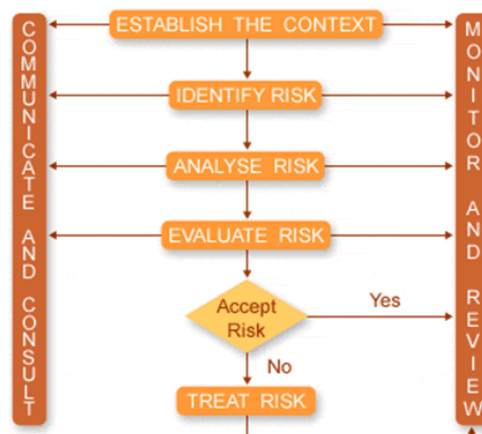 COMMUNICATE AND CONSULT
ESTABLISH THE CONTEXT
MONITOR AND REVIEW
IDENTIFY RISK
ANALYSE RISK
EVALUATE RISK
Accept
Risk
Yes
No
TREAT RISK